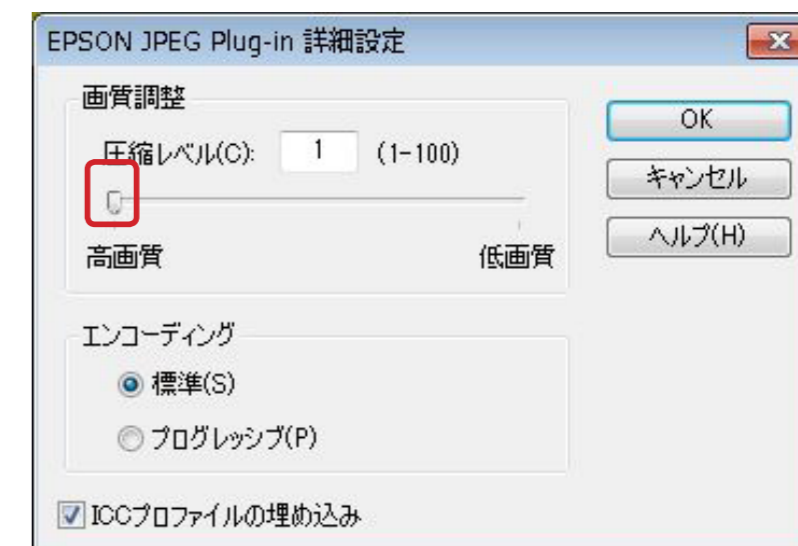 EPSON JPEG Plug-in 詳細設定
画質調整
圧縮レベル(C): 1 (1-100)
高画質 低画質
OK
キャンセル
ヘルプ(H)
エンコーディング
標準(S)
プログレッシブ(P)
ICCプロファイルの埋め込み